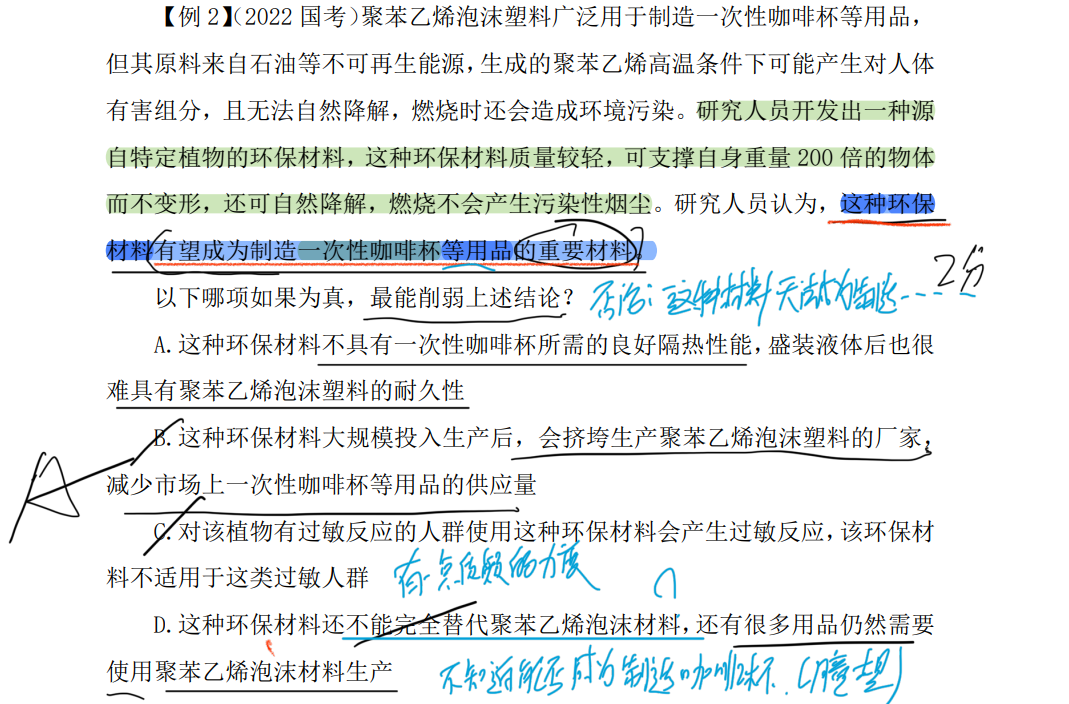 【例 2】（2022 国考）聚苯乙烯泡沫塑料广泛用于制造一次性咖啡杯等用品，
但其原料来自石油等不可再生能源，生成的聚苯乙烯高温条件下可能产生对人体
有害组分，且无法自然降解，燃烧时还会造成环境污染。研究人员开发出一种源
自特定植物的环保材料，这种环保材料质量较轻，可支撑自身重量 200 倍的物体
而不变形，还可自然降解，燃烧不会产生污染性烟尘。研究人员认为，这种环保
材料有望成为制造一次性咖啡杯等用品的重要材料。
以下哪项如果为真，最能削弱上述结论？
否论：这种材料无法成为制造
2份
A.这种环保材料不具有一次性咖啡杯所需的良好隔热性能，盛装液体后也很
难具有聚苯乙烯泡沫塑料的耐久性
B.这种环保材料大规模投入生产后，会挤垮生产聚苯乙烯泡沫塑料的厂家，
A
减少市场上一次性咖啡杯等用品的供应量
C.对该植物有过敏反应的人群使用这种环保材料会产生过敏反应，该环保材
料不适用于这类过敏人群
有一点质疑的力度
D.这种环保材料还不能完全替代聚苯乙烯泡沫材料，还有很多用品仍然需要
使用聚苯乙烯泡沫材料生产
不知道能否成为制造咖啡杯.